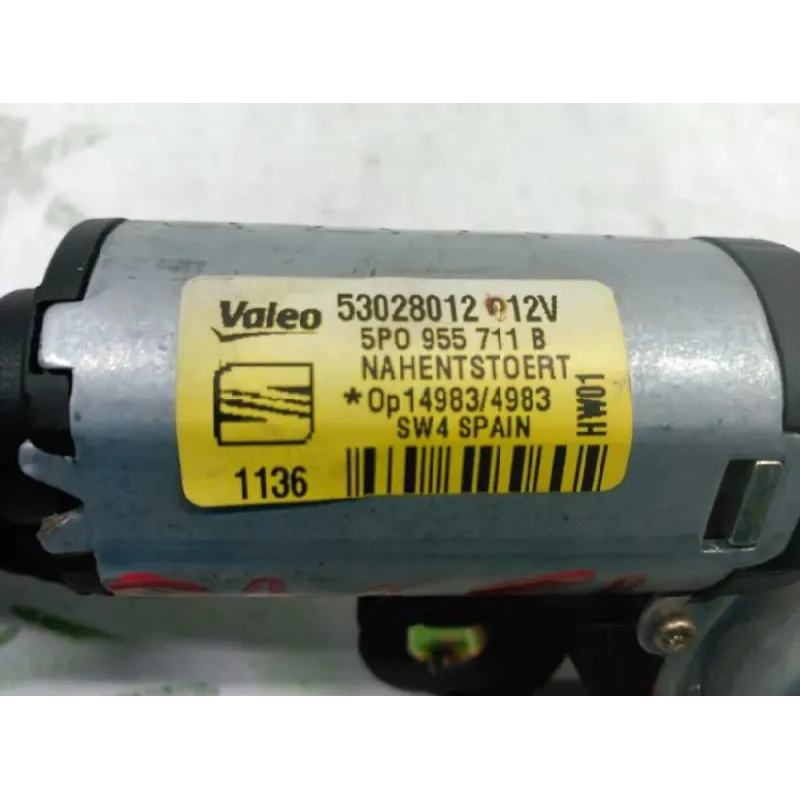 Valeo 53028012 12V
5P0 955 711 B
NAHENTSTOERT
*Op14983/4983
SW4 SPAIN
HW01
1136